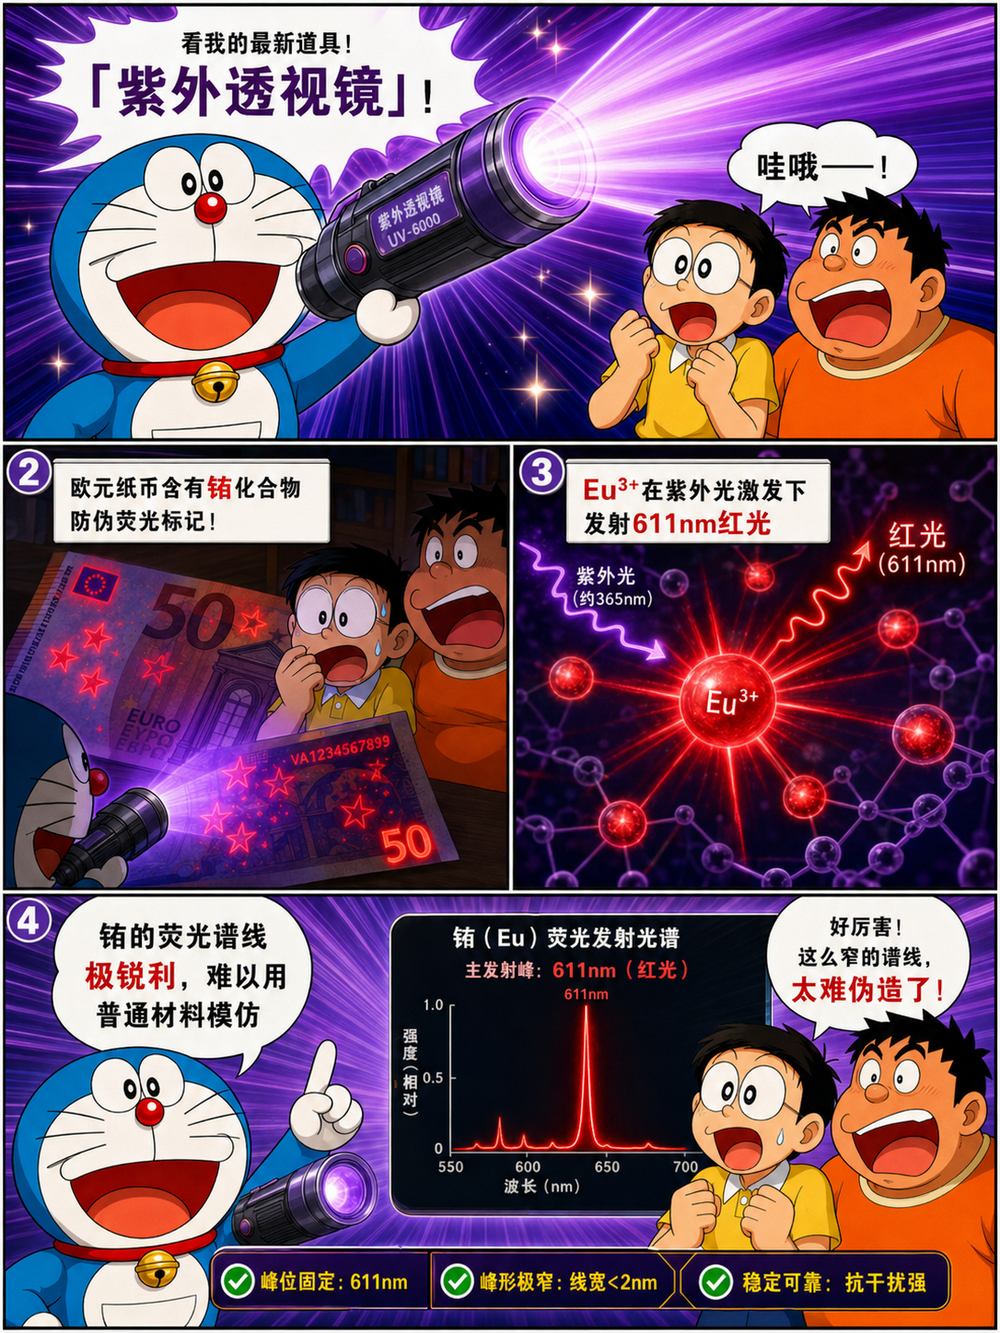 看我的最新道具！
「紫外透视镜」！
紫外透视镜
UV-6000
哇哦——！
2
欧元纸币含有铕化合物
防伪荧光标记！
50
EURO
ΕΥΡΩ
ЕВРО
VA1234567899
50
3
Eu³⁺在紫外光激发下
发射611nm红光
紫外光
(约365nm)
红光
(611nm)
Eu³⁺
4
铕的荧光谱线
极锐利，难以用
普通材料模仿
铕（Eu）荧光发射光谱
主发射峰：611nm（红光）
611nm
强度(相对)
1.0
0.5
0
550
600
650
700
波长（nm）
好厉害！
这么窄的谱线，
太难伪造了！
峰位固定：611nm
峰形极窄：线宽<2nm
稳定可靠：抗干扰强